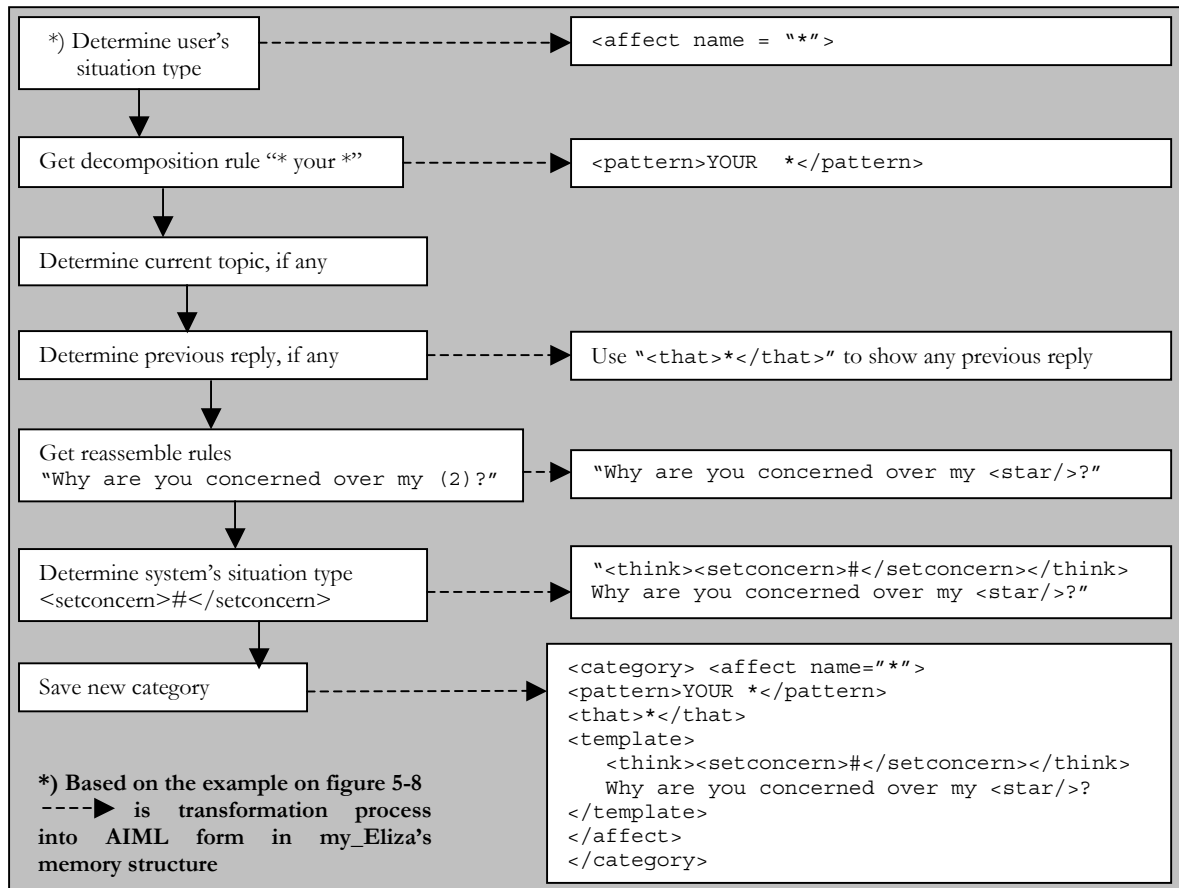 *) Determine user's
situation type
<affect name = “*”>
Get decomposition rule “* your *”
<pattern>YOUR  *</pattern>
Determine current topic, if any
Determine previous reply, if any
Use "<that>*</that>" to show any previous reply
Get reassemble rules
“Why are you concerned over my (2)?”
“Why are you concerned over my <star/>?”
Determine system's situation type
<setconcern>#</setconcern>
“<think><setconcern>#</setconcern></think>
Why are you concerned over my <star/>?”
Save new category
<category> <affect name=”*”>
<pattern>YOUR *</pattern>
<that>*</that>
<template>
<think><setconcern>#</setconcern></think>
Why are you concerned over my <star/>?
</template>
</affect>
</category>
*) Based on the example on figure 5-8
is transformation process
into AIML form in my_Eliza's
memory structure